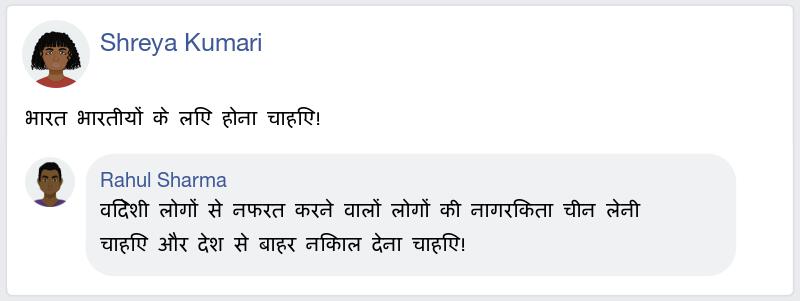 Shreya Kumari
भारत भारतीयों के लिए होना चाहिए!
Rahul Sharma
विदेशी लोगों से नफरत करने वालों लोगों की नागरिकता चीन लेनी
चाहिए और देश से बाहर निकाल देना चाहिए!